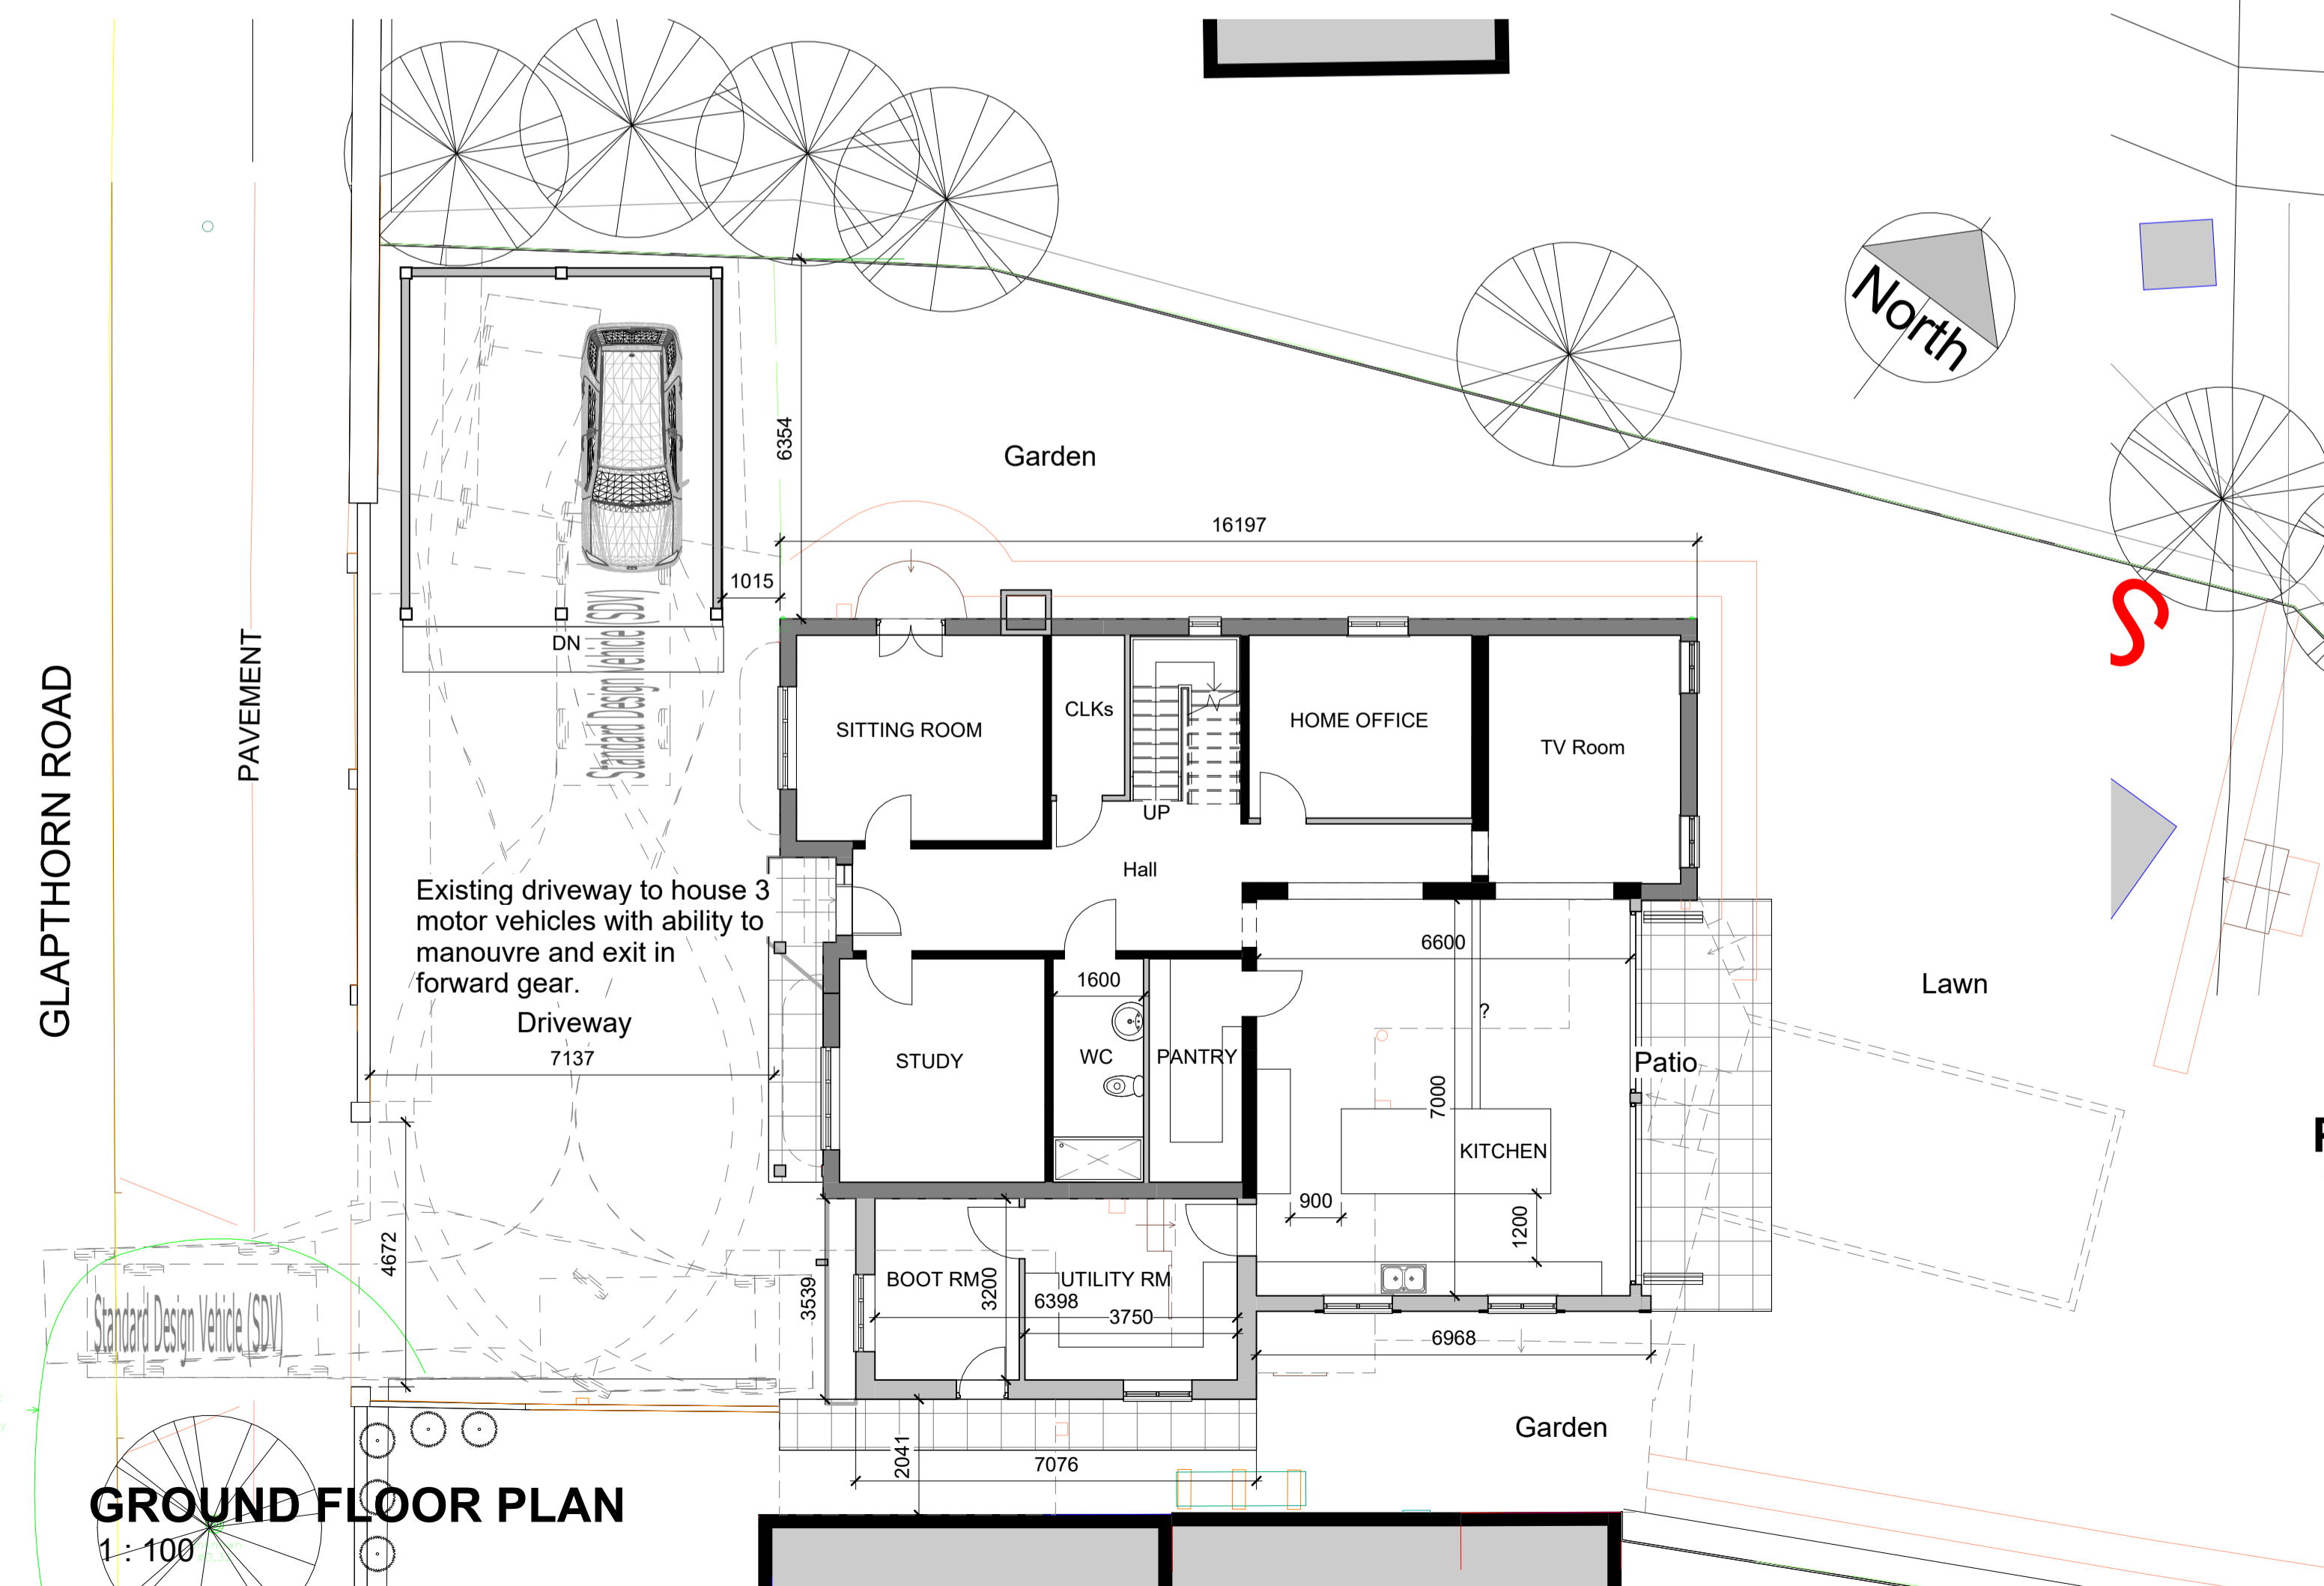 North
Garden
6354
16197
1015
DN
Standard Design Vehicle (SDV)
S
PAVEMENT
GLAPTHORN ROAD
SITTING ROOM
CLKs
UP
HOME OFFICE
TV Room
Hall
Existing driveway to house 3
motor vehicles with ability to
manouvre and exit in
forward gear.
Driveway
7137
6600
1600
?
Lawn
STUDY
WC
PANTRY
Patio
7000
KITCHEN
900
1200
4672
3539
BOOT RM
3200
UTILITY RM
6398
3750
6968
Standard Design Vehicle (SDV)
Garden
2041
7076
GROUND FLOOR PLAN
1 : 100